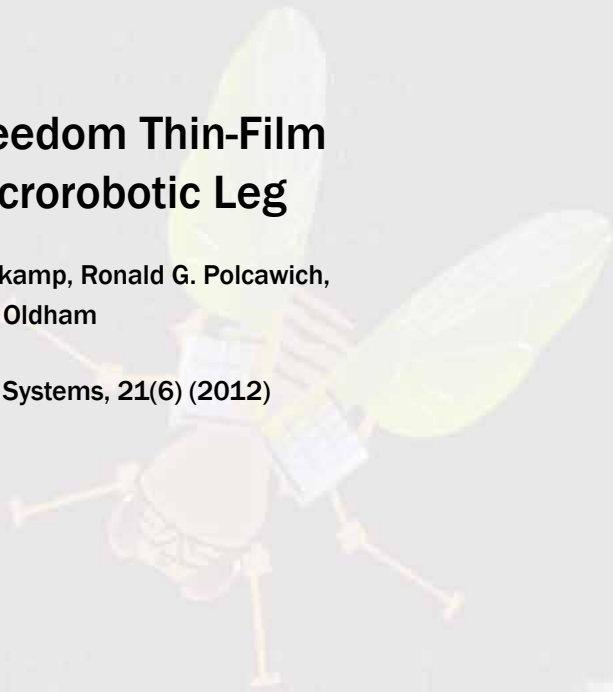 eedom Thin-Film
crorobotic Leg
kamp, Ronald G. Polcawich,
Oldham
Systems, 21(6) (2012)